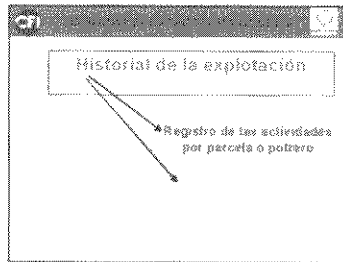 Historial de la explotación
Registro de las actividades
por parcela o potrero